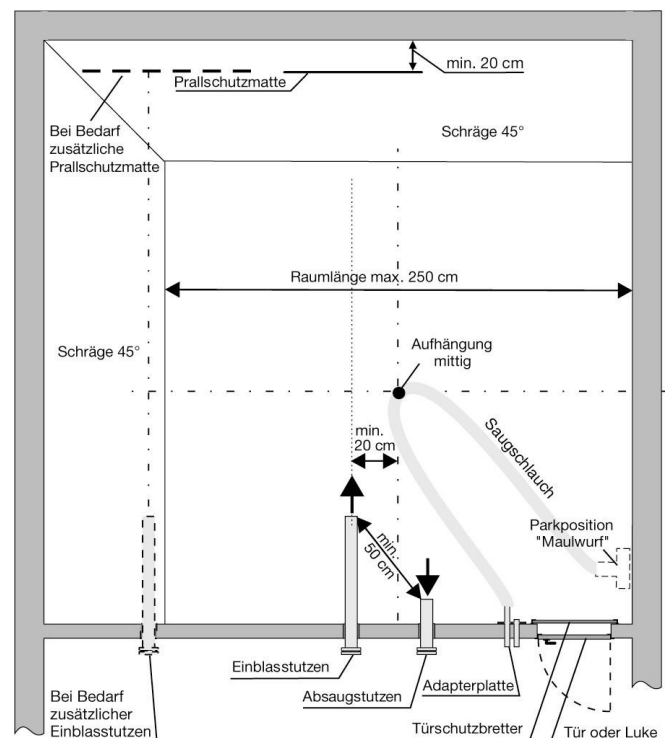 min. 20 cm
Prallschutzmatte
Bei Bedarf
zusätzliche
Prallschutzmatte
Schräge 45°
Raumlänge max. 250 cm
Schräge 45°
Aufhängung
mittig
min.
20 cm
Saugschlauch
Parkposition
"Maulwurf"
min.
50 cm
Einblasstutzen
Absaugstutzen
Adapterplatte
Bei Bedarf
zusätzlicher
Einblasstutzen
Türschutzbretter
Tür oder Luke